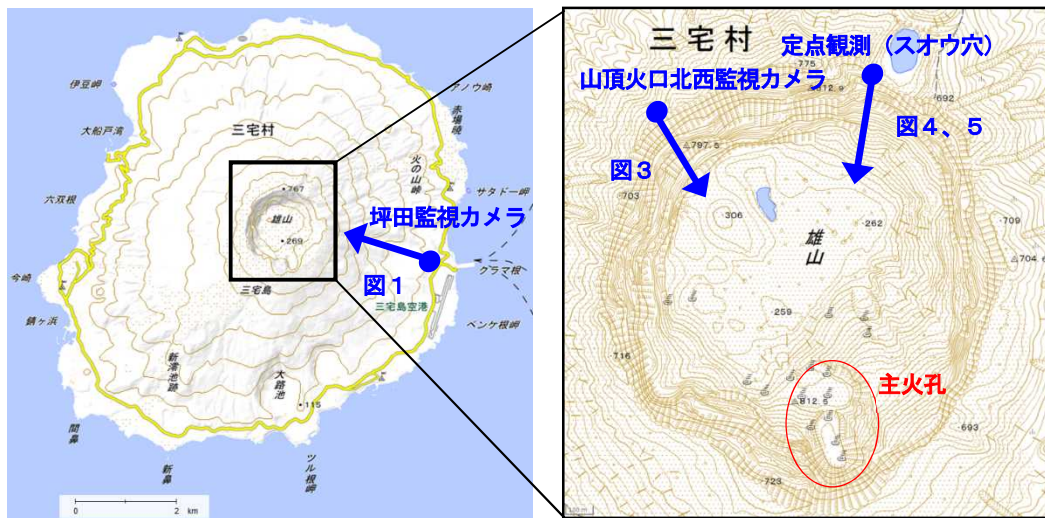 伊豆岬
大船戸湾
六双根
今崎
錆ヶ浜
間鼻
新鼻
新澪池跡
大路池
・115
ツル根岬
ベンケ根岬
三宅島空港
三宅島
クラマ根
サタドー岬
火の山峠
赤場暁
アノウ崎
三宅村
・767
雄山
・269
坪田監視カメラ
図1
0 2 km
三宅村
定点観測（スオウ穴）
山頂火口北西監視カメラ
・775
812.9
692
図4、5
図3
797.5
・703
・306
・262
・709
雄山
704.
・259
・716
主火孔
812.
・693
・723